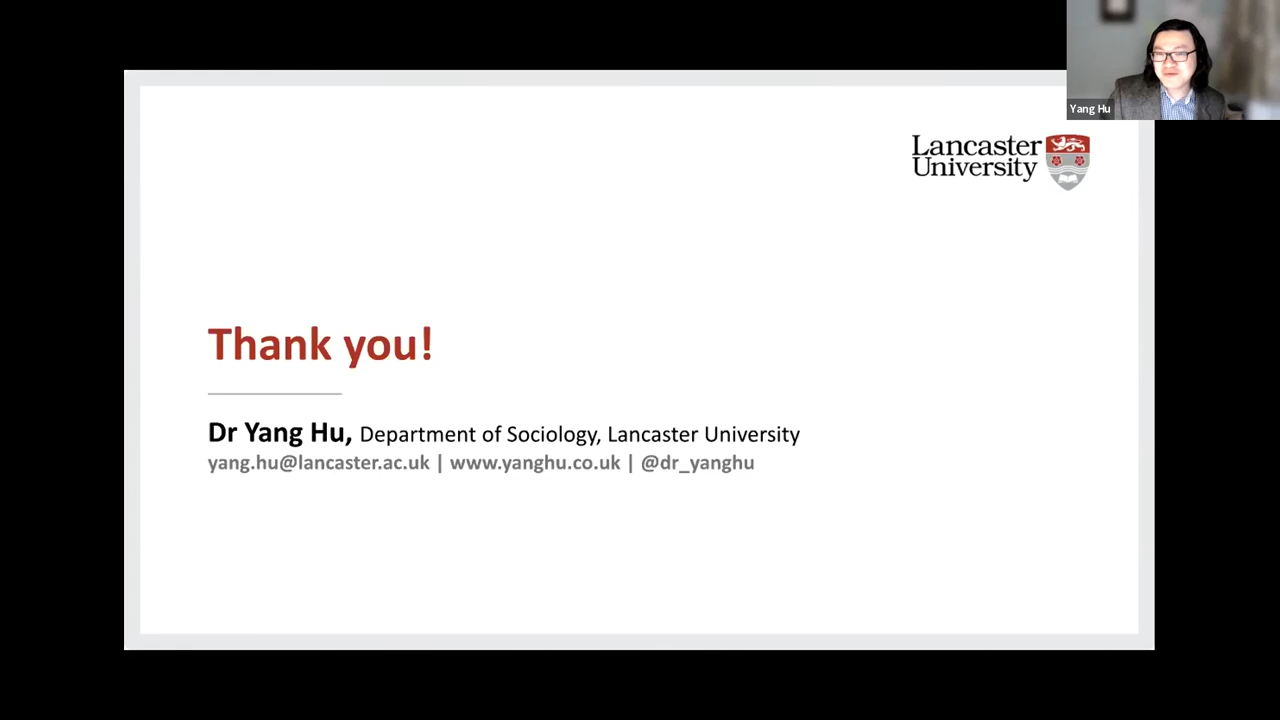 Yang Hu
Lancaster
University
Thank you!
Dr Yang Hu, Department of Sociology, Lancaster University
yang.hu@lancaster.ac.uk | www.yanghu.co.uk | @dr_yanghu